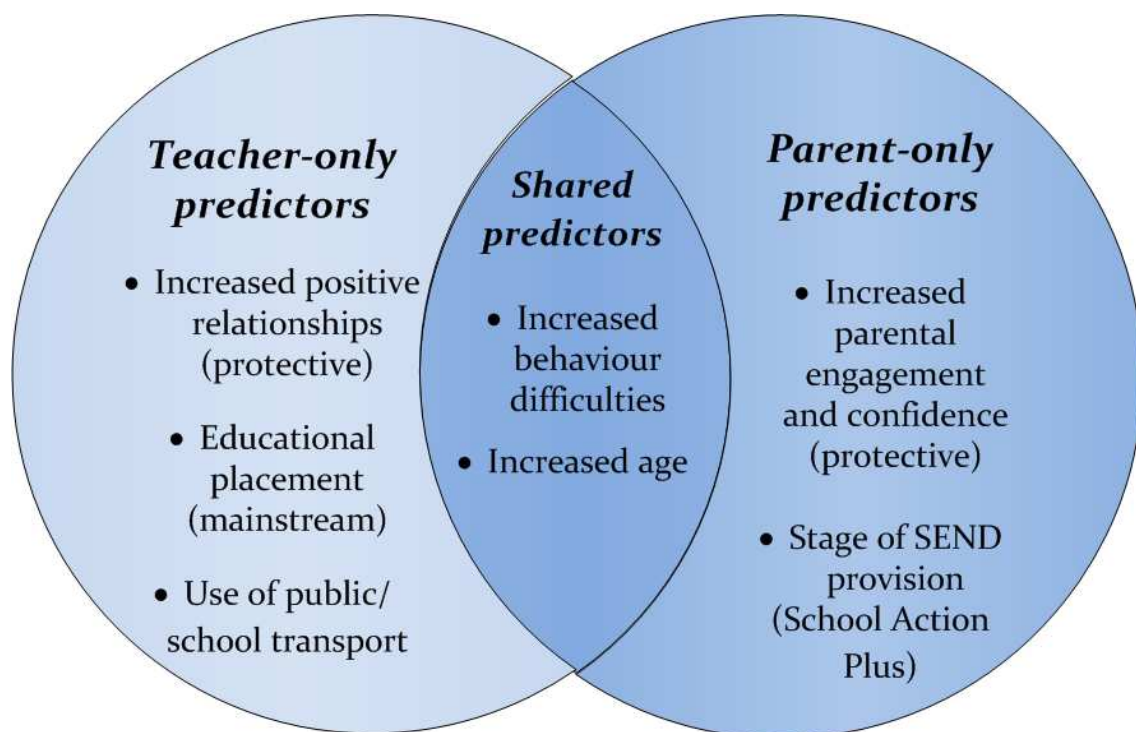 Teacher-only
predictors
• Increased positive
relationships
(protective)
• Educational
placement
(mainstream)
• Use of public/
school transport
Shared
predictors
• Increased
behaviour
difficulties
• Increased age
Parent-only
predictors
• Increased
parental
engagement
and confidence
(protective)
• Stage of SEND
provision
(School Action
Plus)